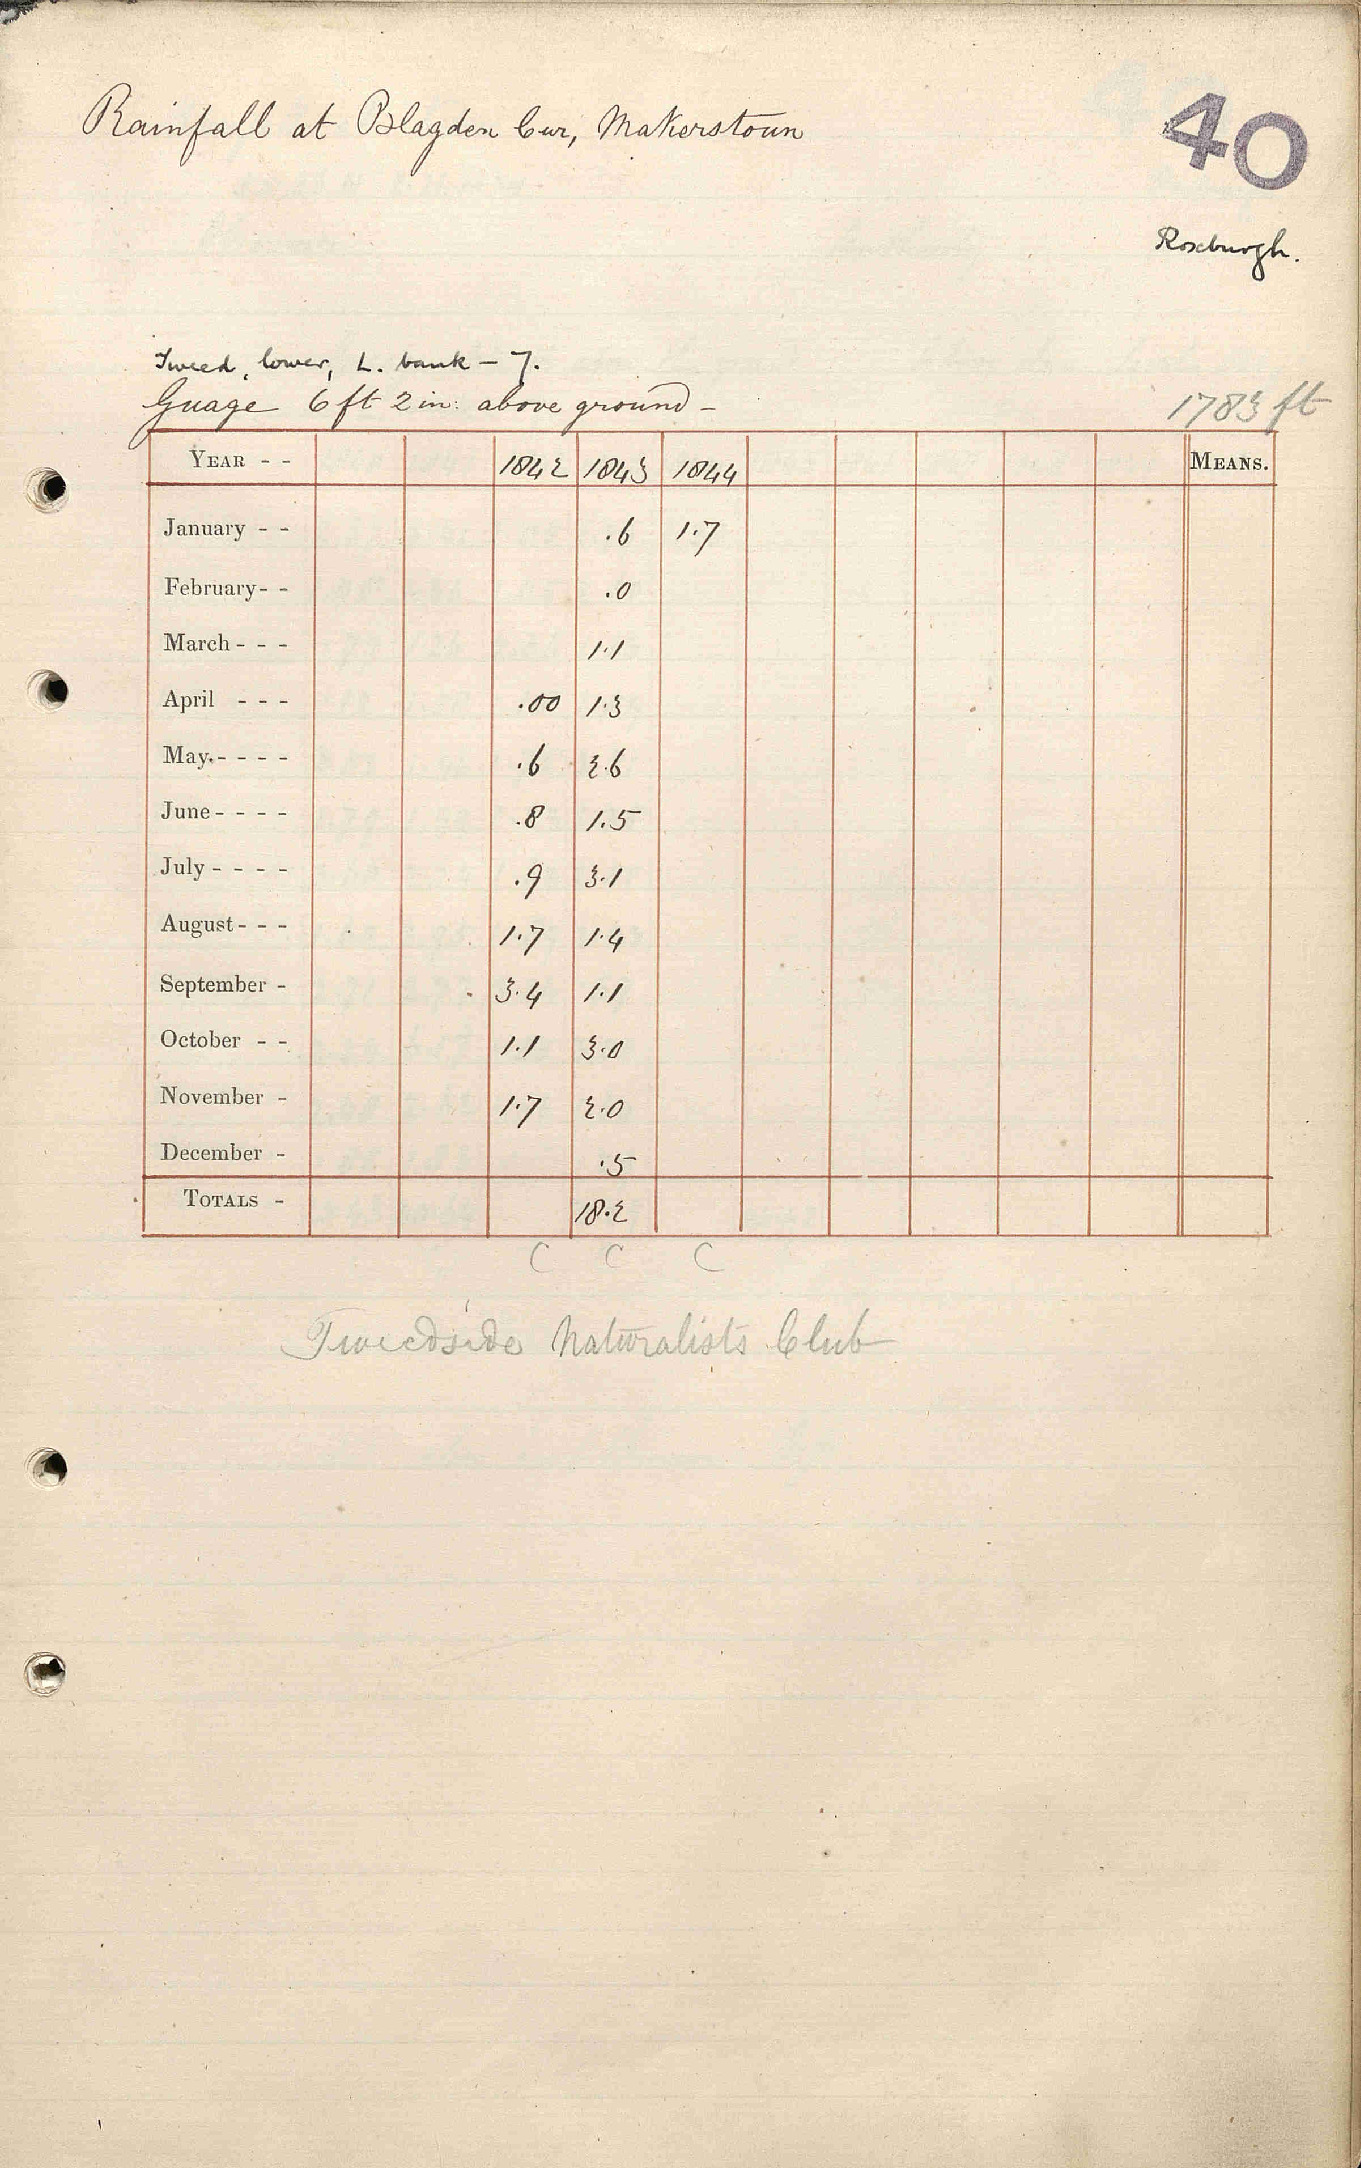 Rainfall at Blagden Cur, Makerstoun
40
Roxburgh.
Tweed, lower, L. bank - 7.
Guage 6 ft 2 in: above ground -
1783 ft
YEAR - - 1842 1843 1844 MEANS.
January - - .6 1.7
February - - .0
March - - - 1.1
April - - - .00 1.3
May - - - - .6 2.6
June - - - - .8 1.5
July - - - - .9 3.1
August - - - 1.7 1.4
September - 3.4 1.1
October - - 1.1 3.0
November - 1.7 2.0
December - .5
TOTALS - 18.2
C C C
Tweedside Naturalists Club